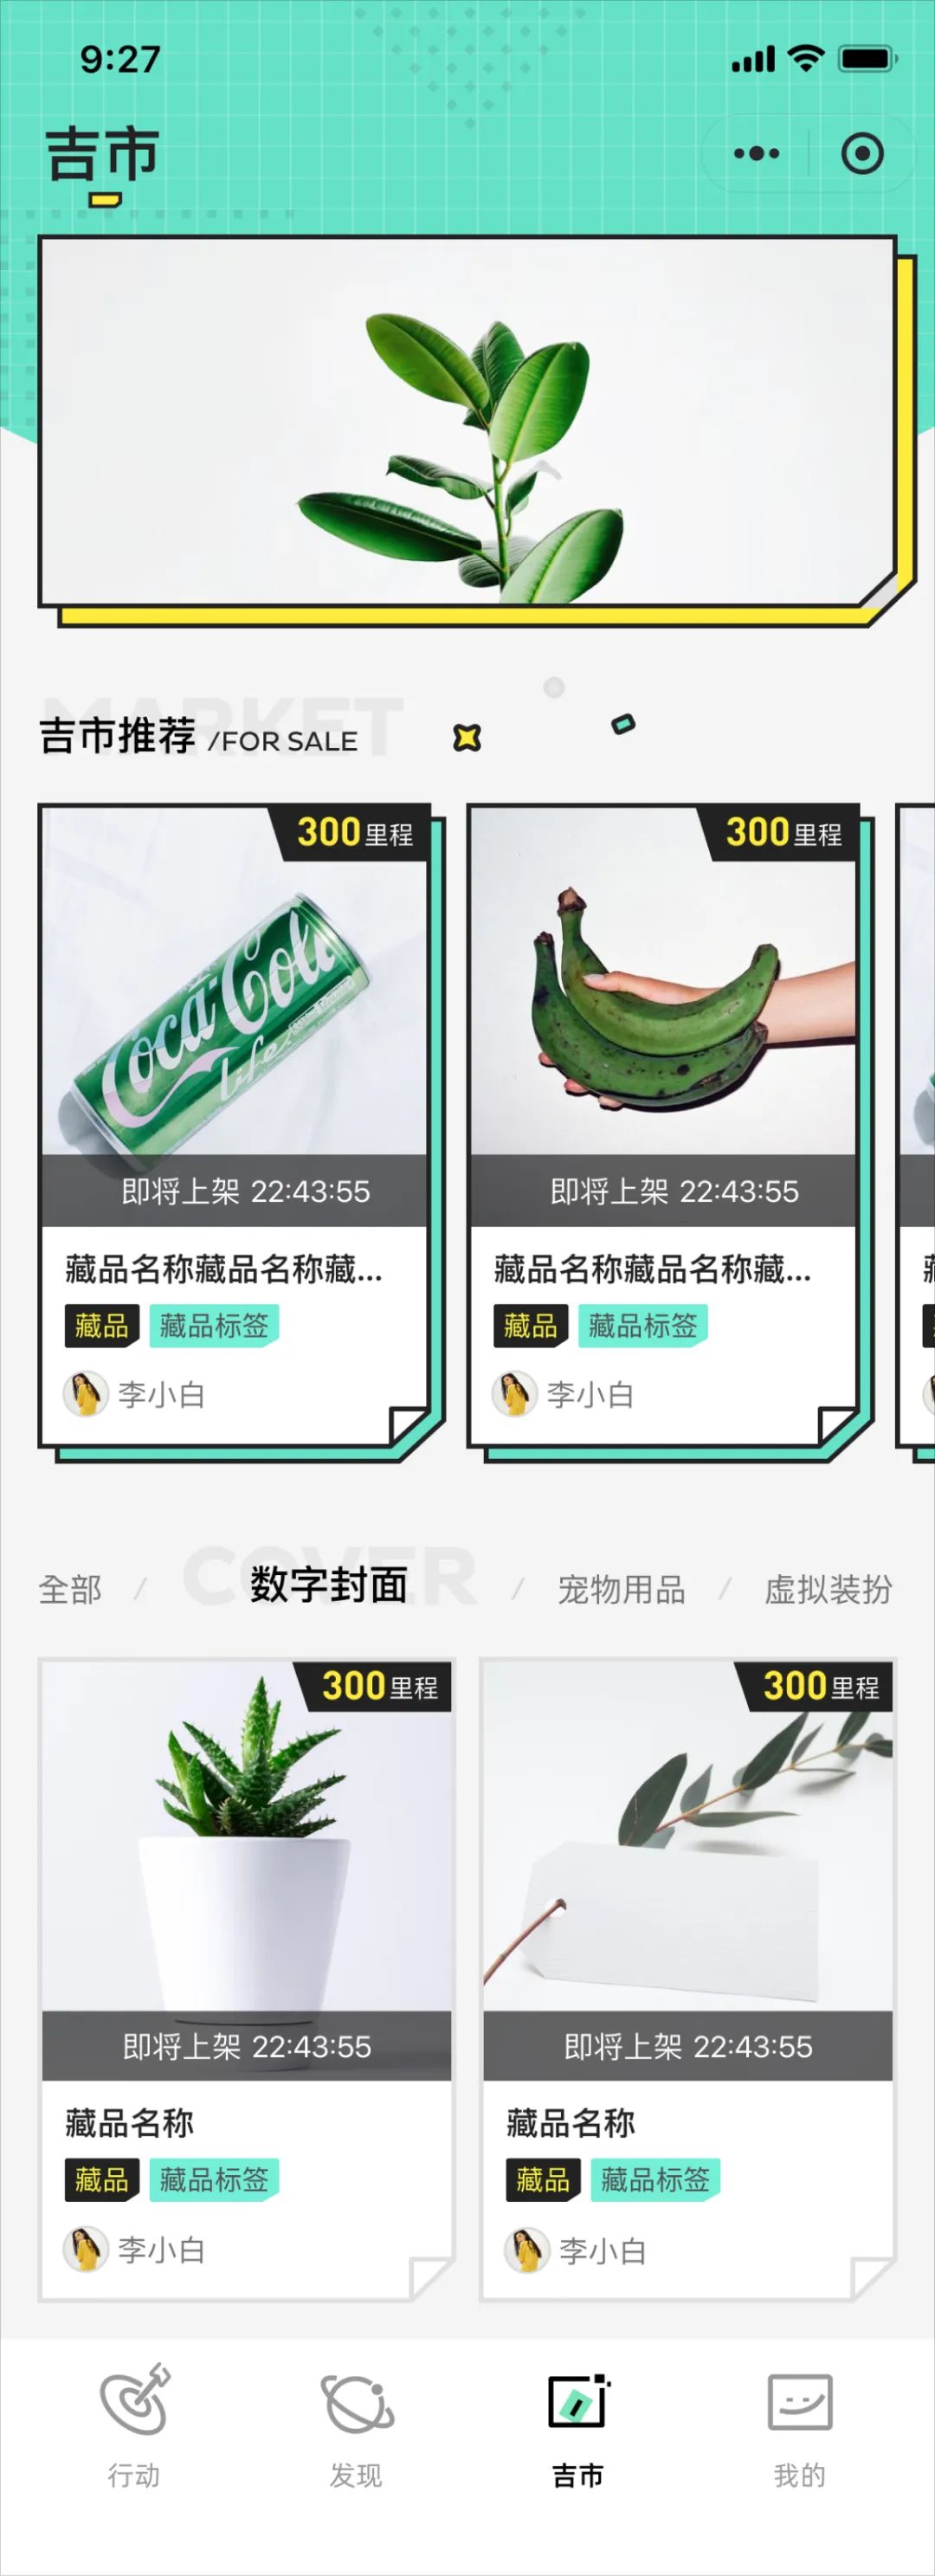 9:27
吉市
MARKET
吉市推荐 /FOR SALE
300里程
300里程
Coca-Cola
life
即将上架 22:43:55
即将上架 22:43:55
藏品名称藏品名称藏...
藏品名称藏品名称藏...
藏品 藏品标签
藏品 藏品标签
李小白
李小白
COVER
全部 / 数字封面 / 宠物用品 / 虚拟装扮
300里程
300里程
即将上架 22:43:55
即将上架 22:43:55
藏品名称
藏品名称
藏品 藏品标签
藏品 藏品标签
李小白
李小白
行动 发现 吉市 我的